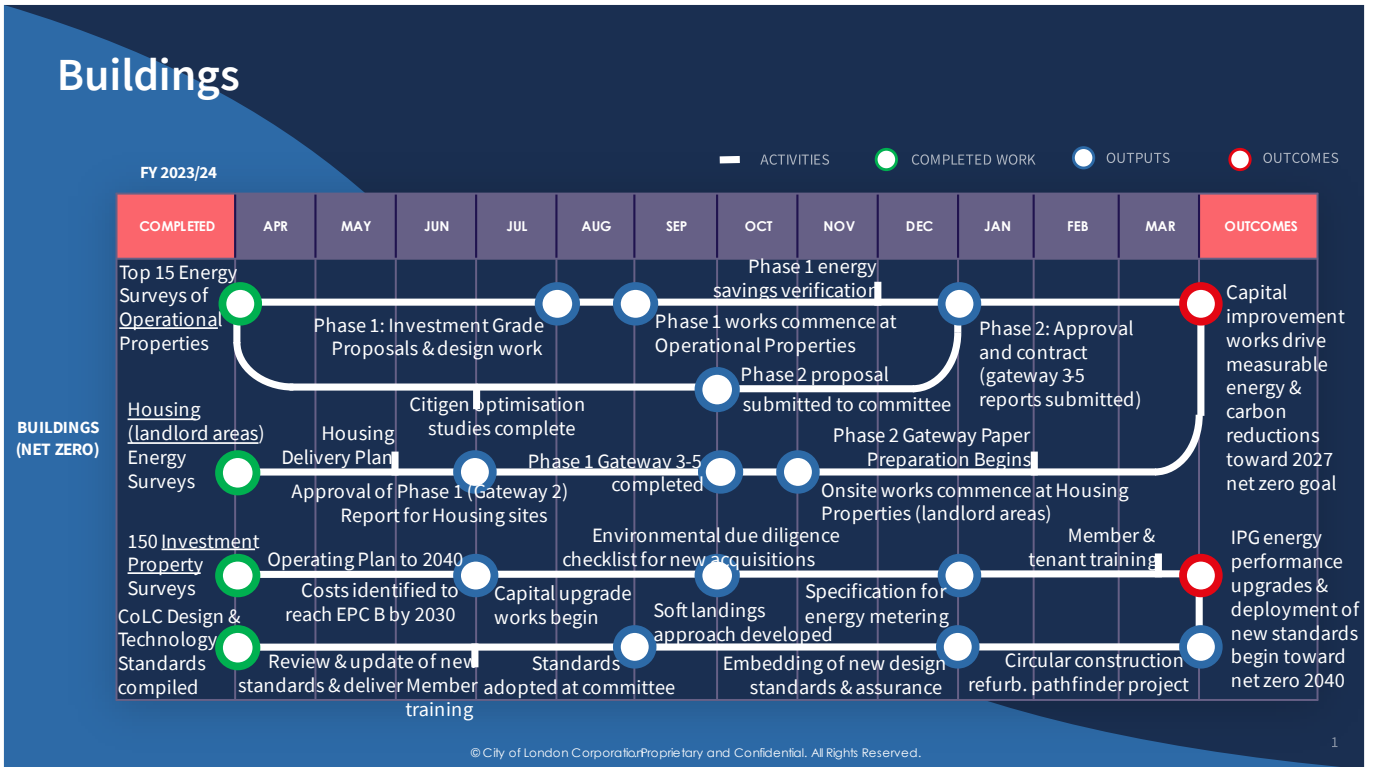 Buildings
ACTIVITIES
COMPLETED WORK
OUTPUTS
OUTCOMES
FY 2023/24
COMPLETED
APR
MAY
JUN
JUL
AUG
SEP
OCT
NOV
DEC
JAN
FEB
MAR
OUTCOMES
BUILDINGS
(NET ZERO)
Top 15 Energy
Surveys of
Operational
Properties
Phase 1: Investment Grade
Proposals & design work
Phase 1 works commence at
Operational Properties
Phase 1 energy
savings verification
Phase 2: Approval
and contract
(gateway 3-5
reports submitted)
Citigen optimisation
studies complete
Phase 2 proposal
submitted to committee
Capital
improvement
works drive
measurable
energy &
carbon
reductions
toward 2027
net zero goal
Housing
(landlord areas)
Energy
Surveys
Housing
Delivery Plan
Approval of Phase 1 (Gateway 2)
Report for Housing sites
Phase 1 Gateway 3-5
completed
Phase 2 Gateway Paper
Preparation Begins
Onsite works commence at Housing
Properties (landlord areas)
150 Investment
Property
Surveys
Operating Plan to 2040
Costs identified to
reach EPC B by 2030
Capital upgrade
works begin
Environmental due diligence
checklist for new acquisitions
Soft landings
approach developed
Specification for
energy metering
Member &
tenant training
IPG energy
performance
upgrades &
deployment of
new standards
begin toward
net zero 2040
CoLC Design &
Technology
Standards
compiled
Review & update of new
standards & deliver Member
training
Standards
adopted at committee
Embedding of new design
standards & assurance
Circular construction
refurb. pathfinder project
© City of London CorporationProprietary and Confidential. All Rights Reserved.
1